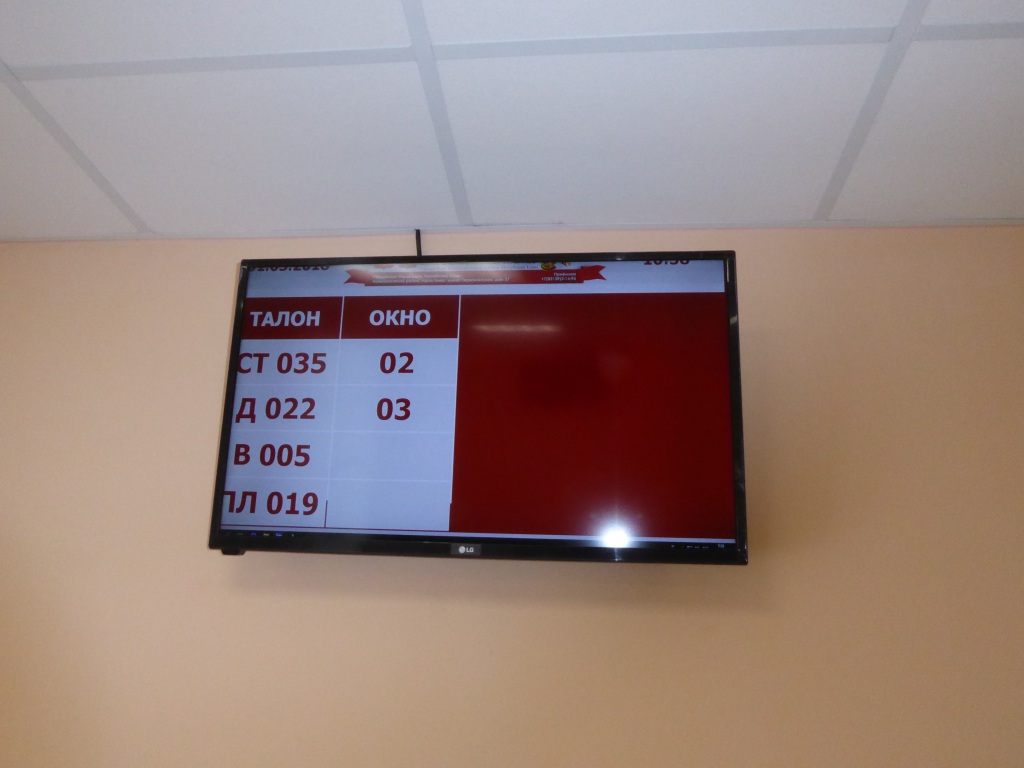 ТАЛОН ОКНО
СТ 035 02
Д 022 03
В 005
ПЛ 019
LG